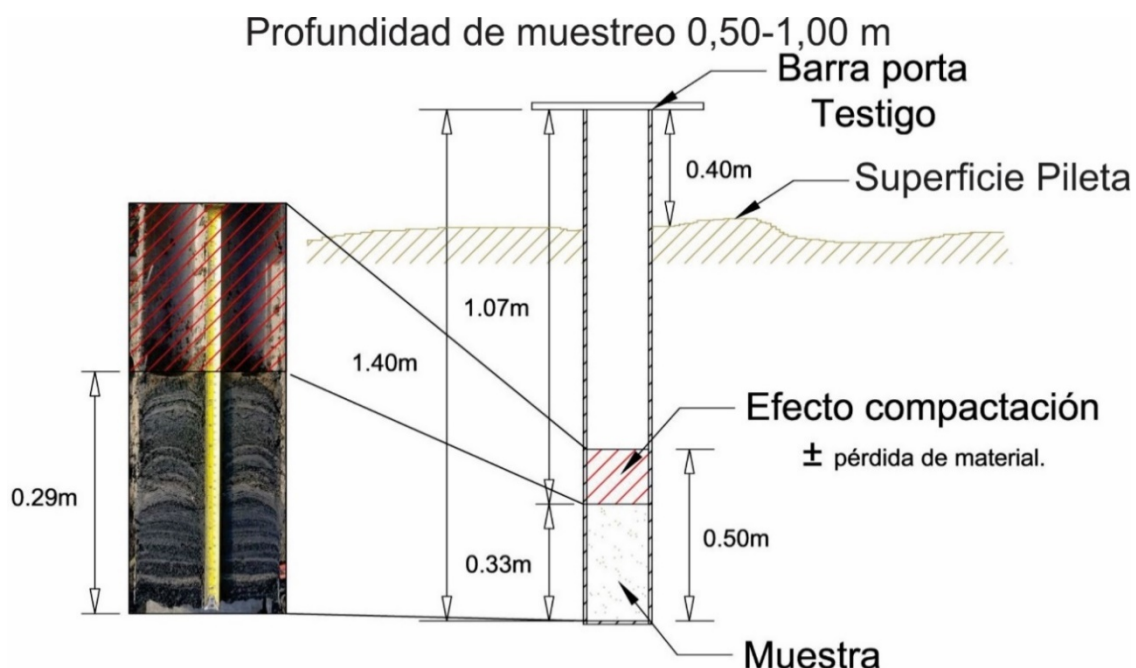 Profundidad de muestreo 0,50-1,00 m
Barra porta
Testigo
0.40m
Superficie Pileta
1.07m
1.40m
Efecto compactación
± pérdida de material.
0.29m
0.50m
0.33m
Muestra